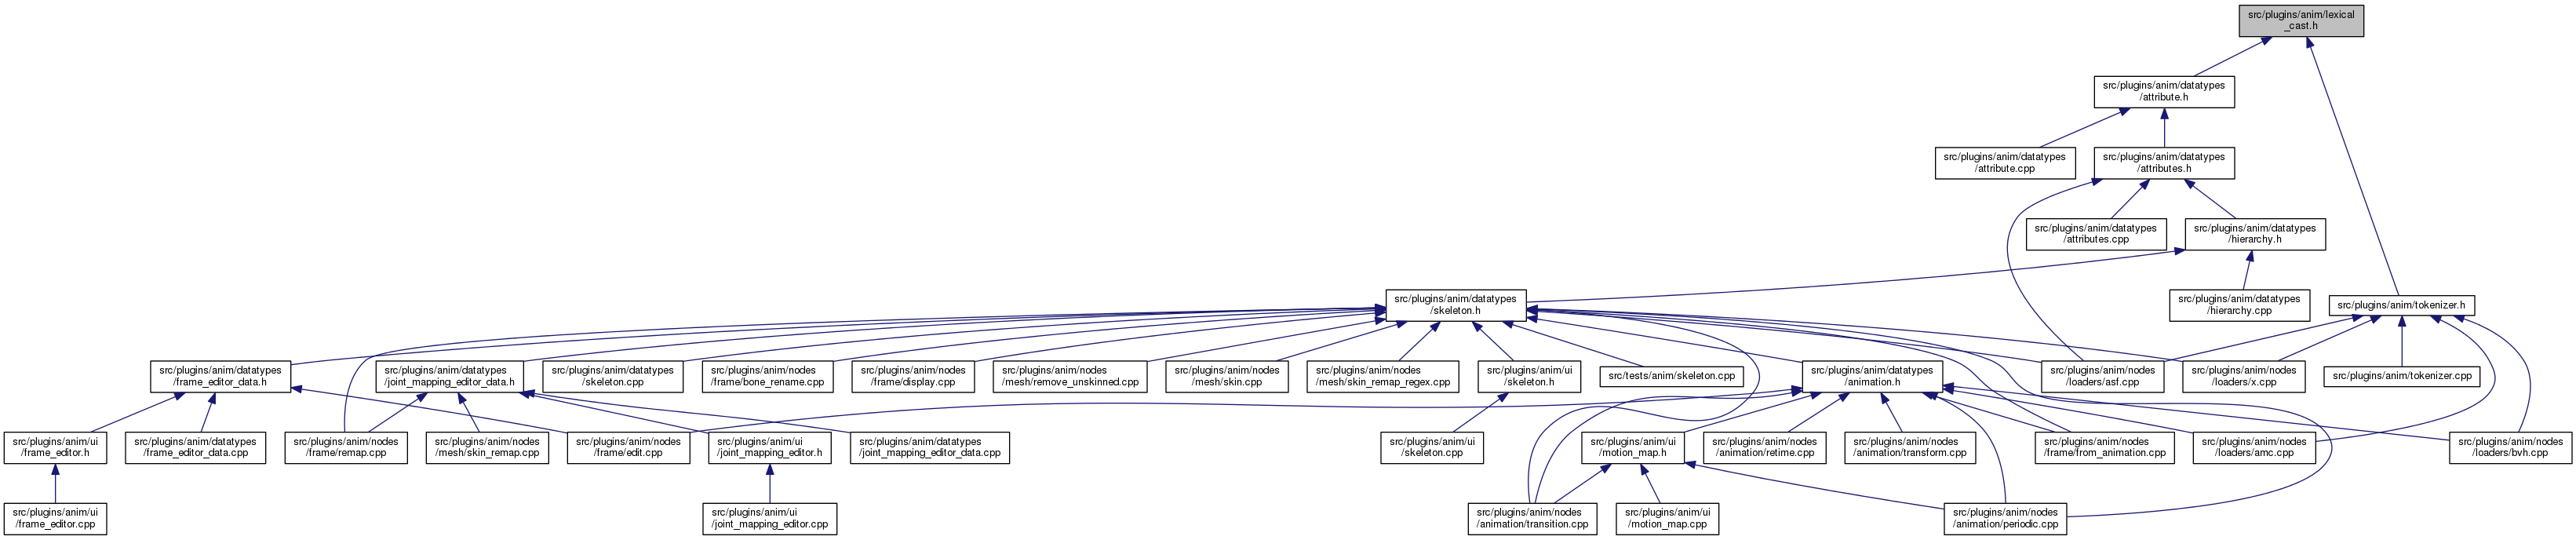 src/plugins/anim/lexical
_cast.h
src/plugins/anim/datatypes
/attribute.h
src/plugins/anim/datatypes
/attribute.cpp
src/plugins/anim/datatypes
/attributes.h
src/plugins/anim/datatypes
/attributes.cpp
src/plugins/anim/datatypes
/hierarchy.h
src/plugins/anim/datatypes
/skeleton.h
src/plugins/anim/datatypes
/hierarchy.cpp
src/plugins/anim/tokenizer.h
src/plugins/anim/datatypes
/frame_editor_data.h
src/plugins/anim/datatypes
/joint_mapping_editor_data.h
src/plugins/anim/datatypes
/skeleton.cpp
src/plugins/anim/nodes
/frame/bone_rename.cpp
src/plugins/anim/nodes
/frame/display.cpp
src/plugins/anim/nodes
/mesh/remove_unskinned.cpp
src/plugins/anim/nodes
/mesh/skin.cpp
src/plugins/anim/nodes
/mesh/skin_remap_regex.cpp
src/plugins/anim/ui
/skeleton.h
src/tests/anim/skeleton.cpp
src/plugins/anim/datatypes
/animation.h
src/plugins/anim/nodes
/loaders/asf.cpp
src/plugins/anim/nodes
/loaders/x.cpp
src/plugins/anim/tokenizer.cpp
src/plugins/anim/ui
/frame_editor.h
src/plugins/anim/datatypes
/frame_editor_data.cpp
src/plugins/anim/nodes
/frame/remap.cpp
src/plugins/anim/nodes
/mesh/skin_remap.cpp
src/plugins/anim/nodes
/frame/edit.cpp
src/plugins/anim/ui
/joint_mapping_editor.h
src/plugins/anim/datatypes
/joint_mapping_editor_data.cpp
src/plugins/anim/ui
/skeleton.cpp
src/plugins/anim/ui
/motion_map.h
src/plugins/anim/nodes
/animation/retime.cpp
src/plugins/anim/nodes
/animation/transform.cpp
src/plugins/anim/nodes
/frame/from_animation.cpp
src/plugins/anim/nodes
/loaders/amc.cpp
src/plugins/anim/nodes
/loaders/bvh.cpp
src/plugins/anim/ui
/frame_editor.cpp
src/plugins/anim/ui
/joint_mapping_editor.cpp
src/plugins/anim/nodes
/animation/transition.cpp
src/plugins/anim/ui
/motion_map.cpp
src/plugins/anim/nodes
/animation/periodic.cpp